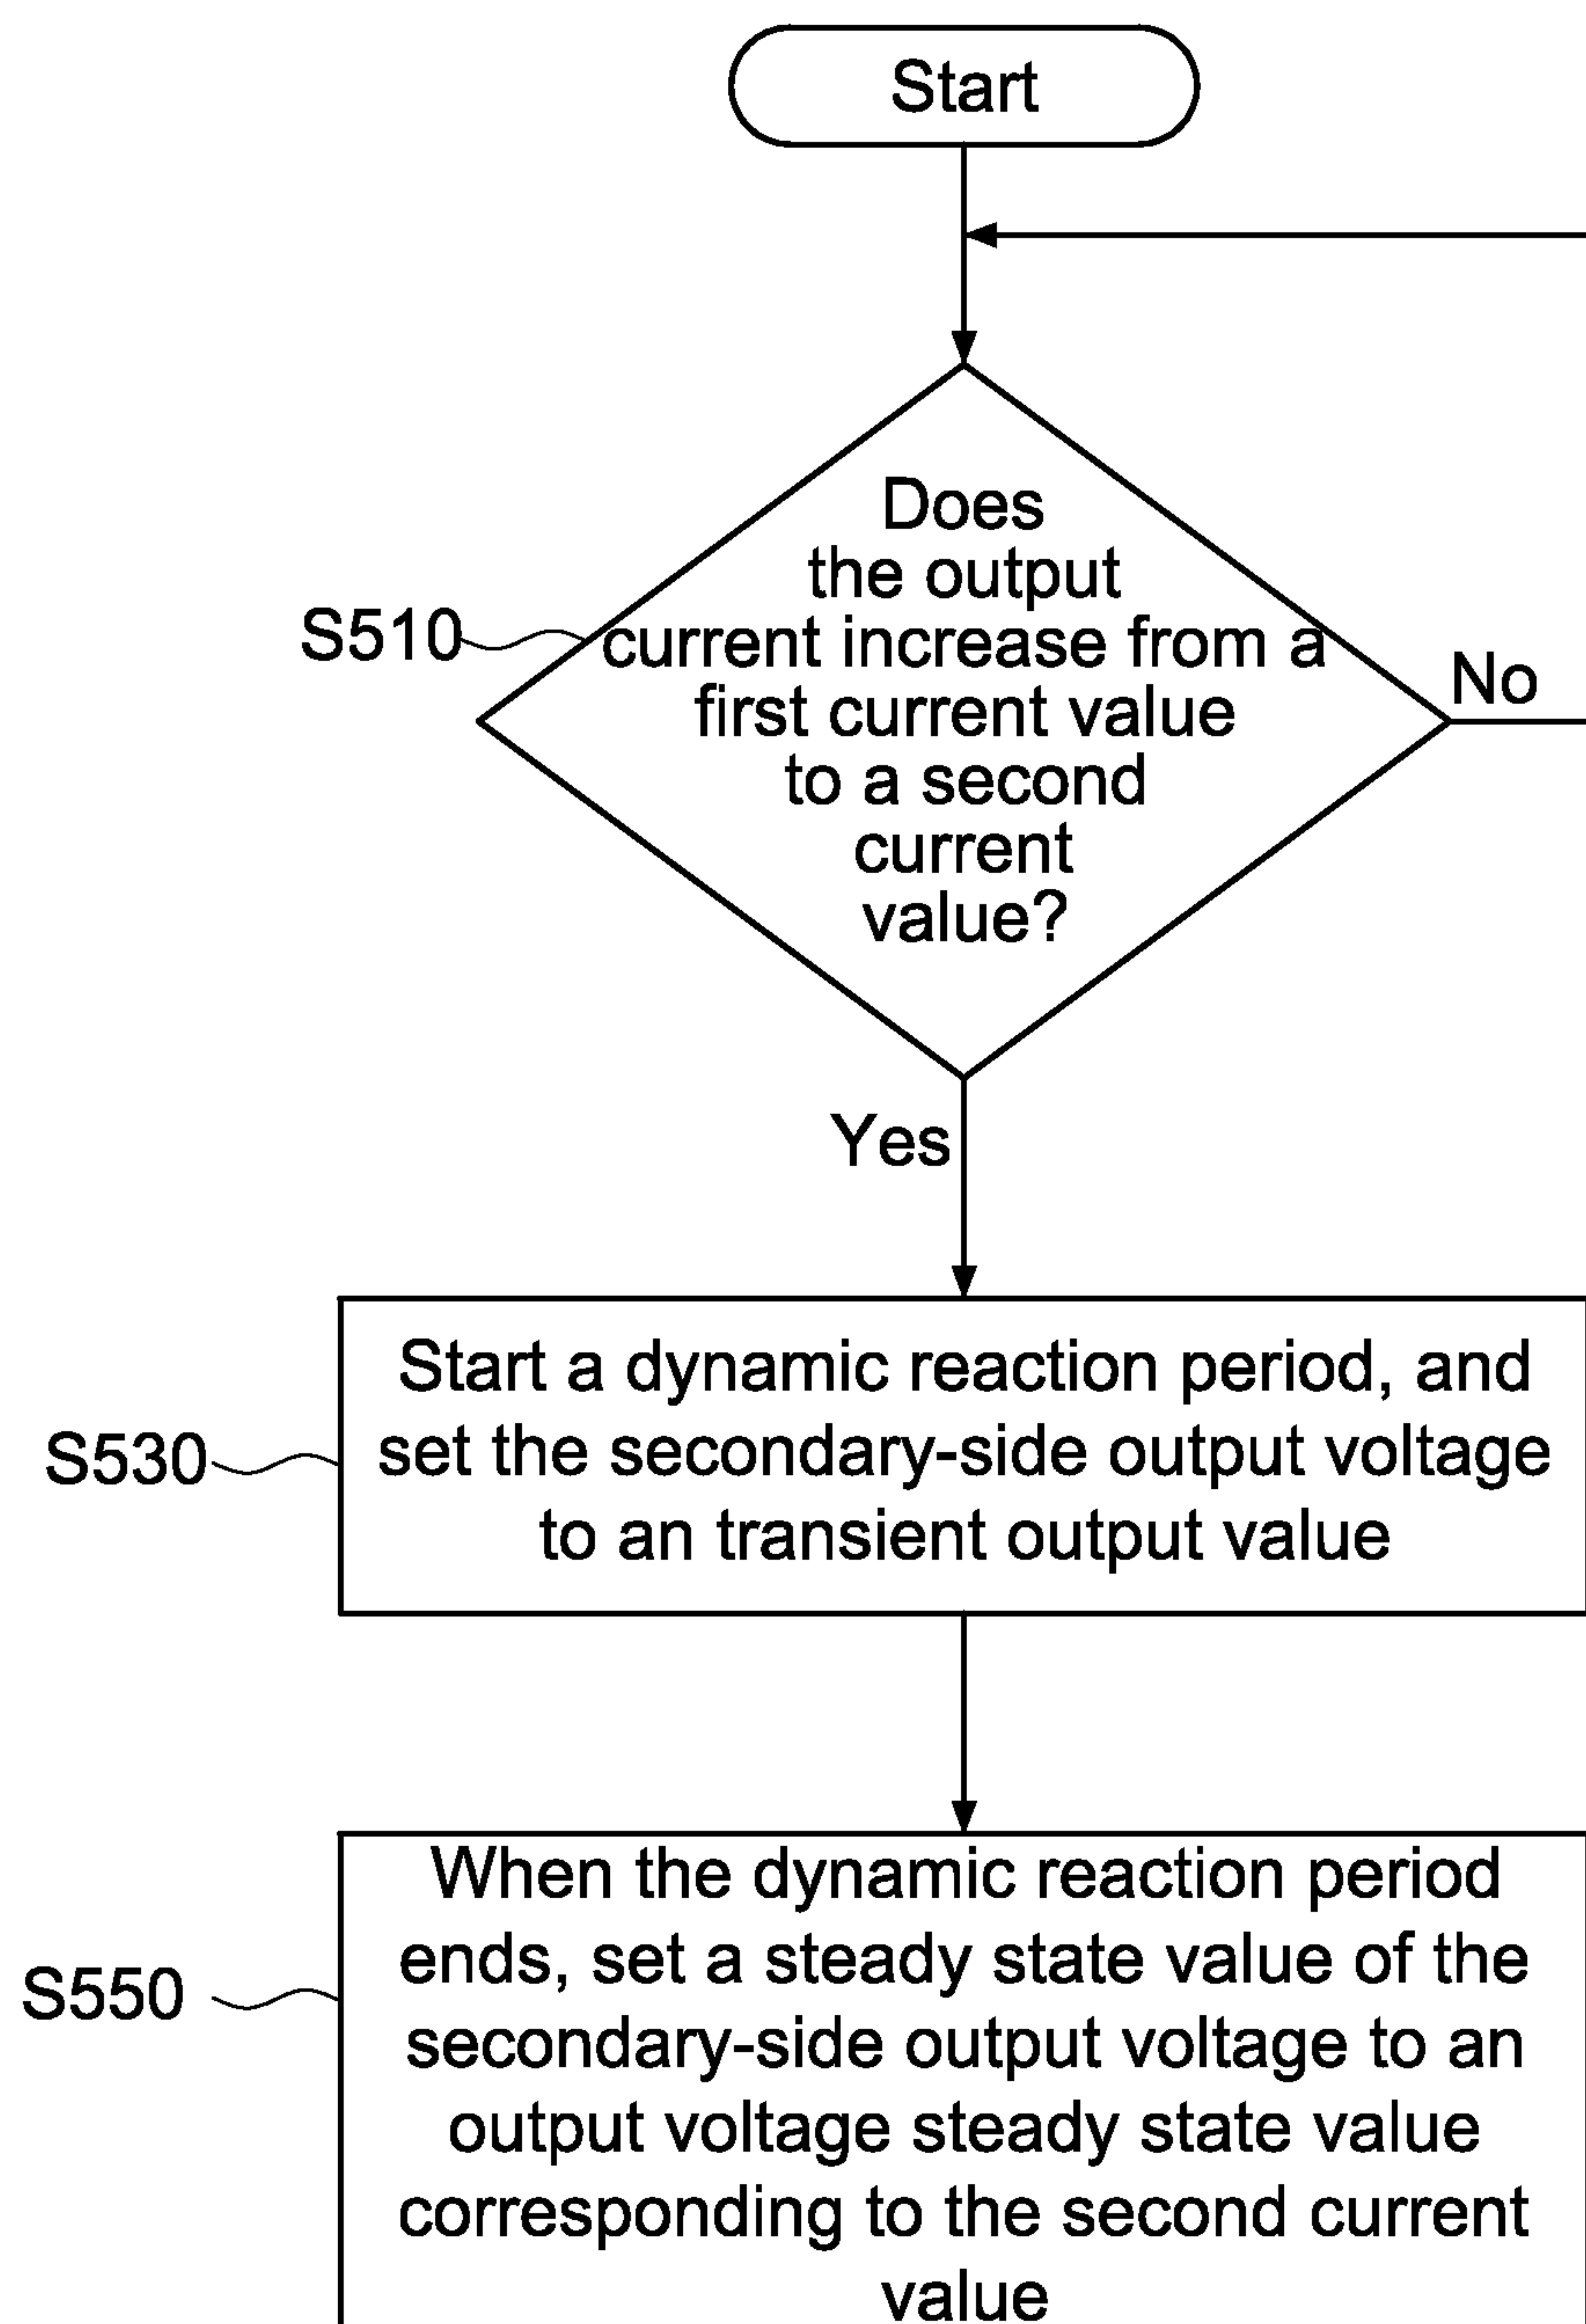 Start
Does
the output
current increase from a
first current value
to a second
current
value?
S510
No
Yes
Start a dynamic reaction period, and
set the secondary-side output voltage
to an transient output value
S530
When the dynamic reaction period
ends, set a steady state value of the
secondary-side output voltage to an
output voltage steady state value
corresponding to the second current
value
S550